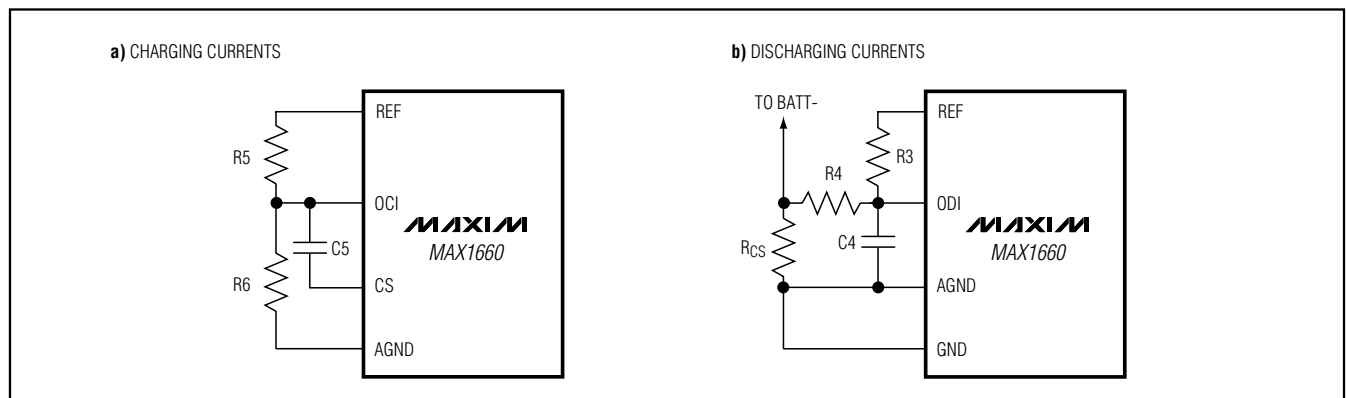 a) CHARGING CURRENTS
REF
R5
OCI
MAXIM
MAX1660
C5
CS
R6
AGND
b) DISCHARGING CURRENTS
TO BATT-
REF
R3
R4
ODI
MAXIM
MAX1660
C4
RCS
AGND
GND